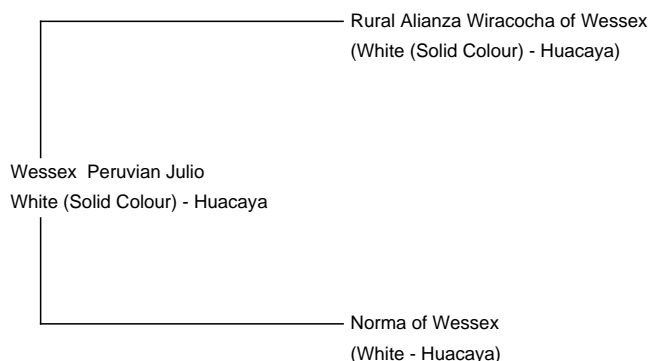 Rural Alianza Wiracocha of Wessex
(White (Solid Colour) - Huacaya)
Wessex  Peruvian Julio
White (Solid Colour) - Huacaya
Norma of Wessex
(White - Huacaya)